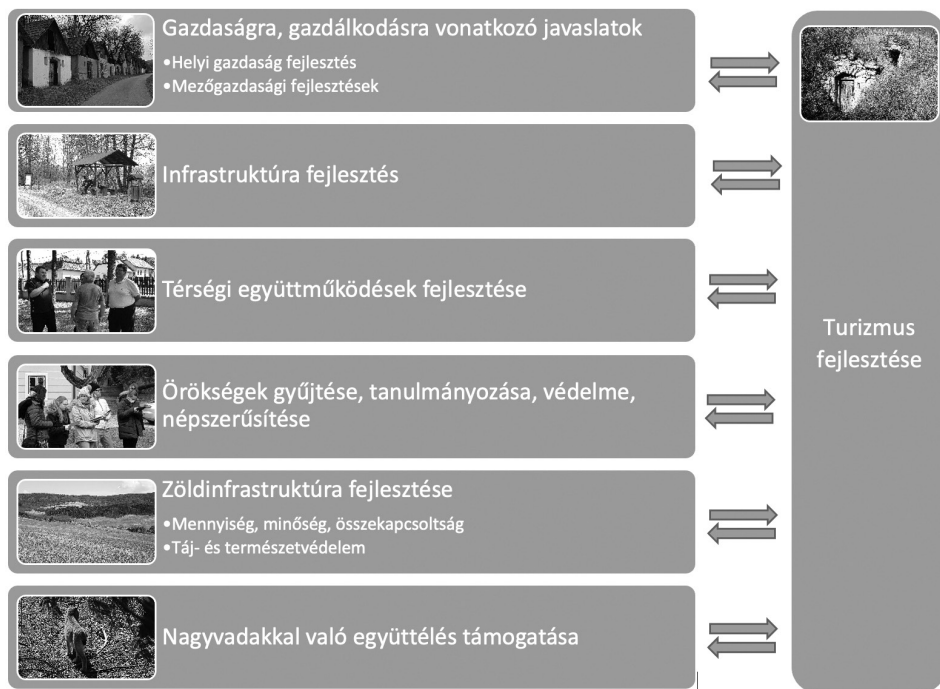 Gazdaságra, gazdálkodásra vonatkozó javaslatok
•Helyi gazdaság fejlesztés
•Mezőgazdasági fejlesztések
Infrastruktúra fejlesztés
Térségi együttműködések fejlesztése
Örökségek gyűjtése, tanulmányozása, védelme,
népszerűsítése
Zöldinfrastruktúra fejlesztése
•Mennyiség, minőség, összekapcsoltság
•Táj- és természetvédelem
Nagyvadakkal való együttélés támogatása
Turizmus
fejlesztése